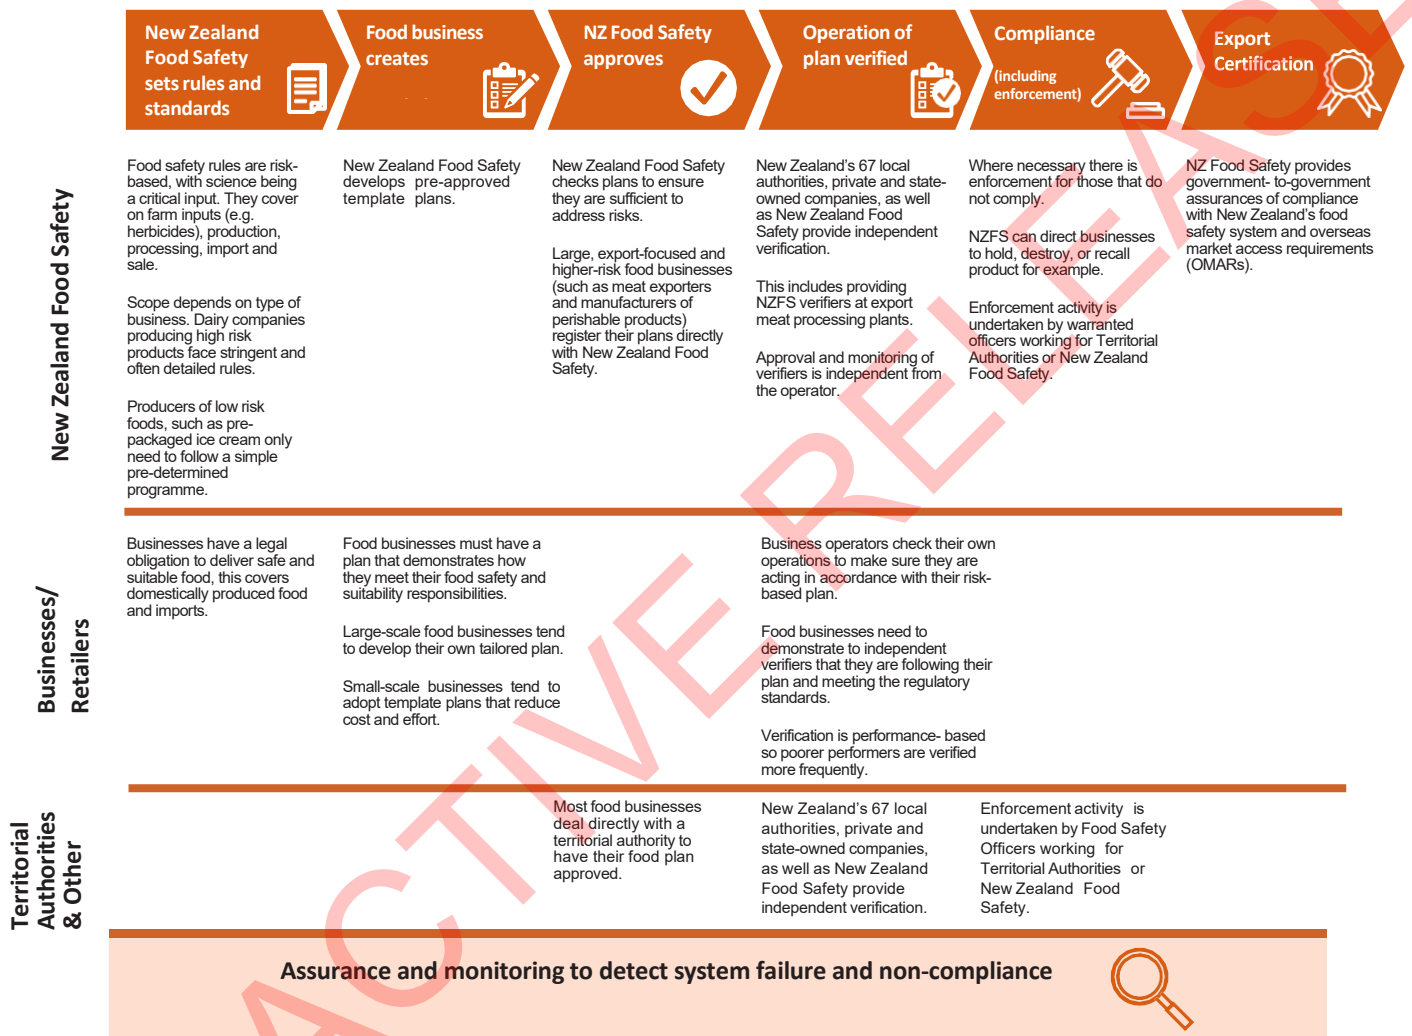 New Zealand
Food Safety
sets rules and
standards
Food business
creates
NZ Food Safety
approves
Operation of
plan verified
Compliance
(including
enforcement)
Export
Certification
New Zealand Food Safety
Food safety rules are risk-
based, with science being
a critical input. They cover
on farm inputs (e.g.
herbicides), production,
processing, import and
sale.
Scope depends on type of
business. Dairy companies
producing high risk
products face stringent and
often detailed rules.
Producers of low risk
foods, such as pre-
packaged ice cream only
need to follow a simple
pre-determined
programme.
New Zealand Food Safety
develops pre-approved
template plans.
New Zealand Food Safety
checks plans to ensure
they are sufficient to
address risks.
Large, export-focused and
higher-risk food businesses
(such as meat exporters
and manufacturers of
perishable products)
register their plans directly
with New Zealand Food
Safety.
New Zealand's 67 local
authorities, private and state-
owned companies, as well
as New Zealand Food
Safety provide independent
verification.
This includes providing
NZFS verifiers at export
meat processing plants.
Approval and monitoring of
verifiers is independent from
the operator.
Where necessary there is
enforcement for those that do
not comply.
NZFS can direct businesses
to hold, destroy, or recall
product for example.
Enforcement activity is
undertaken by warranted
officers working for Territorial
Authorities or New Zealand
Food Safety.
NZ Food Safety provides
government- to-government
assurances of compliance
with New Zealand's food
safety system and overseas
market access requirements
(OMARs).
Businesses/
Retailers
Businesses have a legal
obligation to deliver safe and
suitable food, this covers
domestically produced food
and imports.
Food businesses must have a
plan that demonstrates how
they meet their food safety and
suitability responsibilities.
Large-scale food businesses tend
to develop their own tailored plan.
Small-scale businesses tend to
adopt template plans that reduce
cost and effort.
Business operators check their own
operations to make sure they are
acting in accordance with their risk-
based plan.
Food businesses need to
demonstrate to independent
verifiers that they are following their
plan and meeting the regulatory
standards.
Verification is performance- based
so poorer performers are verified
more frequently.
Territorial
Authorities
& Other
Most food businesses
deal directly with a
territorial authority to
have their food plan
approved.
New Zealand's 67 local
authorities, private and
state-owned companies,
as well as New Zealand
Food Safety provide
independent verification.
Enforcement activity is
undertaken by Food Safety
Officers working for
Territorial Authorities or
New Zealand Food
Safety.
Assurance and monitoring to detect system failure and non-compliance
ACTIVE RELEASE